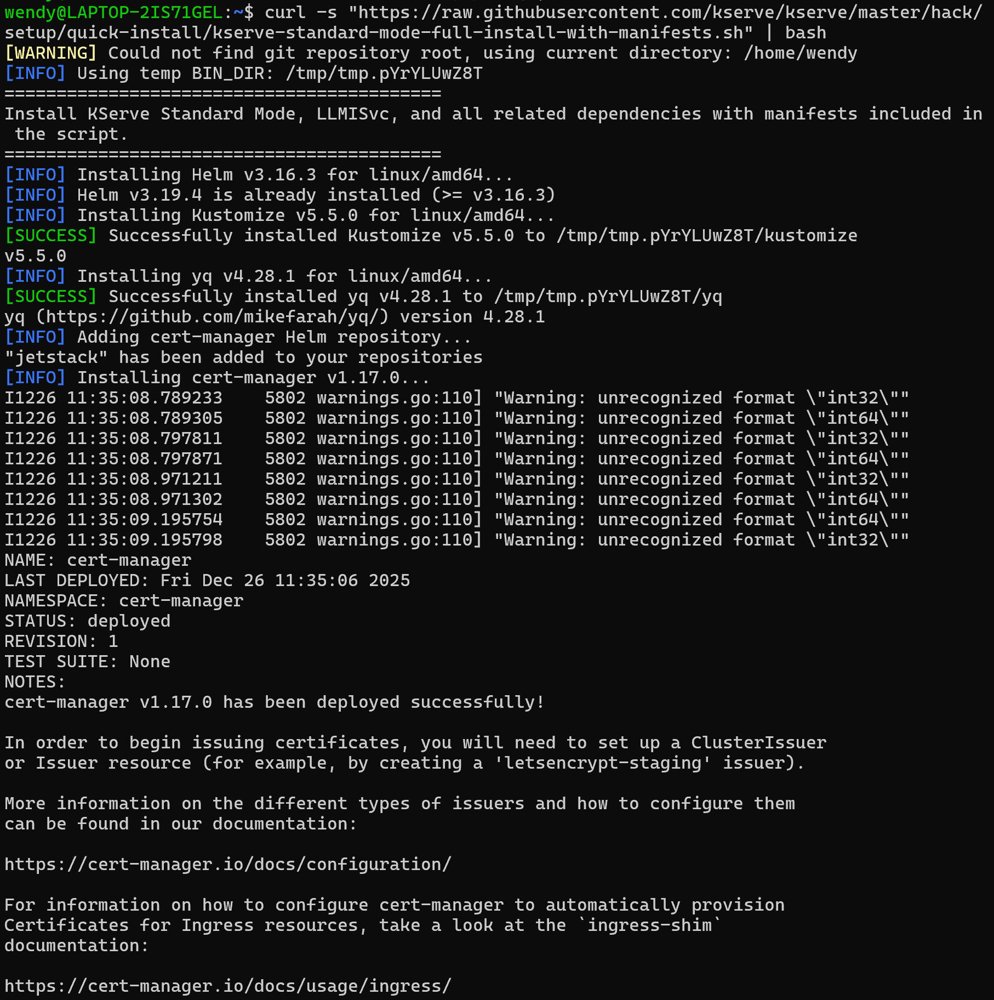 wendy@LAPTOP-2IS71GEL:~$ curl -s "https://raw.githubusercontent.com/kserve/kserve/master/hack/
setup/quick-install/kserve-standard-mode-full-install-with-manifests.sh" | bash
[WARNING] Could not find git repository root, using current directory: /home/wendy
[INFO] Using temp BIN_DIR: /tmp/tmp.pYrYLUwZ8T
==========================================
Install KServe Standard Mode, LLMISvc, and all related dependencies with manifests included in
 the script.
==========================================
[INFO] Installing Helm v3.16.3 for linux/amd64...
[INFO] Helm v3.19.4 is already installed (>= v3.16.3)
[INFO] Installing Kustomize v5.5.0 for linux/amd64...
[SUCCESS] Successfully installed Kustomize v5.5.0 to /tmp/tmp.pYrYLUwZ8T/kustomize
v5.5.0
[INFO] Installing yq v4.28.1 for linux/amd64...
[SUCCESS] Successfully installed yq v4.28.1 to /tmp/tmp.pYrYLUwZ8T/yq
yq (https://github.com/mikefarah/yq/) version 4.28.1
[INFO] Adding cert-manager Helm repository...
"jetstack" has been added to your repositories
[INFO] Installing cert-manager v1.17.0...
I1226 11:35:08.789233    5802 warnings.go:110] "Warning: unrecognized format \"int32\""
I1226 11:35:08.789305    5802 warnings.go:110] "Warning: unrecognized format \"int64\""
I1226 11:35:08.797811    5802 warnings.go:110] "Warning: unrecognized format \"int32\""
I1226 11:35:08.797871    5802 warnings.go:110] "Warning: unrecognized format \"int64\""
I1226 11:35:08.971211    5802 warnings.go:110] "Warning: unrecognized format \"int32\""
I1226 11:35:08.971302    5802 warnings.go:110] "Warning: unrecognized format \"int64\""
I1226 11:35:09.195754    5802 warnings.go:110] "Warning: unrecognized format \"int64\""
I1226 11:35:09.195798    5802 warnings.go:110] "Warning: unrecognized format \"int32\""
NAME: cert-manager
LAST DEPLOYED: Fri Dec 26 11:35:06 2025
NAMESPACE: cert-manager
STATUS: deployed
REVISION: 1
TEST SUITE: None
NOTES:
cert-manager v1.17.0 has been deployed successfully!

In order to begin issuing certificates, you will need to set up a ClusterIssuer
or Issuer resource (for example, by creating a 'letsencrypt-staging' issuer).

More information on the different types of issuers and how to configure them
can be found in our documentation:

https://cert-manager.io/docs/configuration/

For information on how to configure cert-manager to automatically provision
Certificates for Ingress resources, take a look at the `ingress-shim`
documentation:

https://cert-manager.io/docs/usage/ingress/